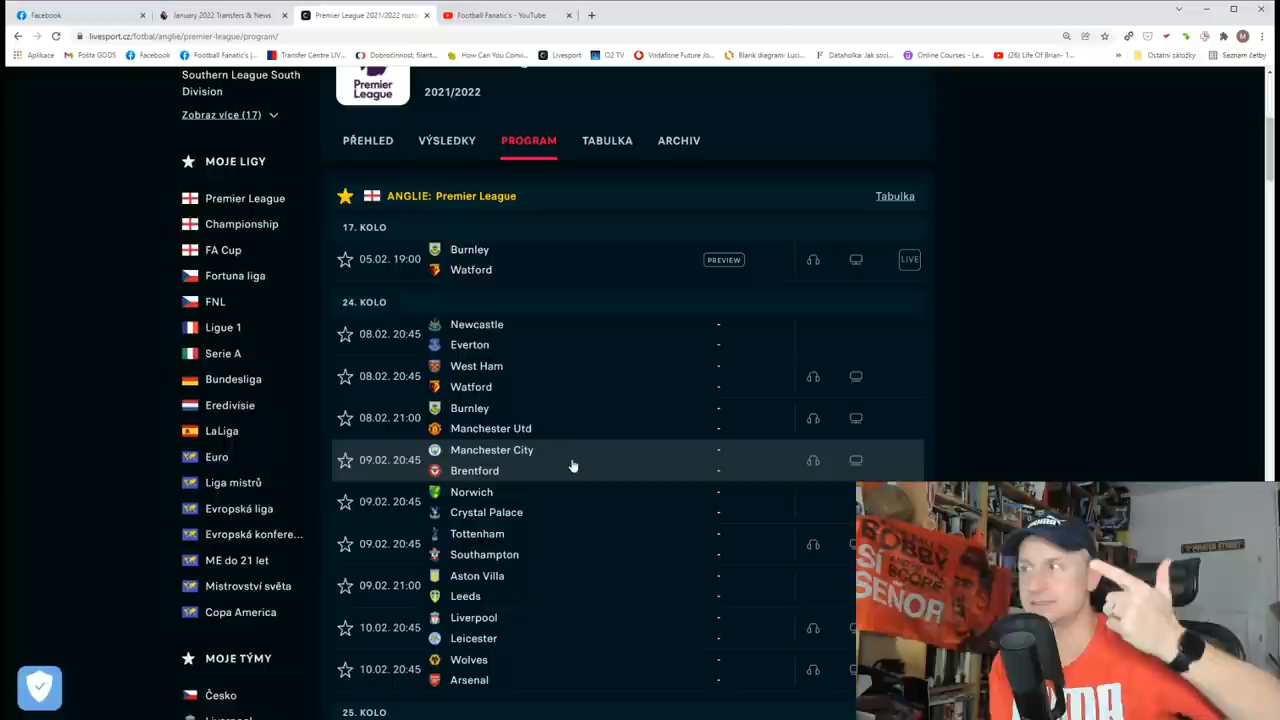 Facebook
January 2022 Transfers & News
Premier League 2021/2022 rozlo
Football Fanatic's - YouTube
livesport.cz/fotbal/anglie/premier-league/program/
Aplikace
Pošta GODS
Facebook
Football Fanatic's (...
Transfer Centre LIV...
Dobročinnost, filant...
How Can You Convi...
Livesport
O2 TV
Vodafone Future Jo...
Blank diagram: Luci...
Dataholka: Jak soci...
Online Courses - Le...
(26) Life Of Brian- 1...
»
Ostatní záložky
Seznam četby
Southern League South
Division
Zobraz více (17)
MOJE LIGY
Premier League
Championship
FA Cup
Fortuna liga
FNL
Ligue 1
Serie A
Bundesliga
Eredivisie
LaLiga
Euro
Liga mistrů
Evropská liga
Evropská konfere...
ME do 21 let
Mistrovství světa
Copa America
MOJE TÝMY
Česko
Premier
League
2021/2022
PŘEHLED VÝSLEDKY PROGRAM TABULKA ARCHIV
ANGLIE: Premier League Tabulka
17. KOLO
05.02. 19:00 Burnley PREVIEW LIVE
Watford
24. KOLO
08.02. 20:45 Newcastle -
Everton -
08.02. 20:45 West Ham -
Watford -
08.02. 21:00 Burnley -
Manchester Utd -
09.02. 20:45 Manchester City -
Brentford -
09.02. 20:45 Norwich -
Crystal Palace -
09.02. 20:45 Tottenham -
Southampton -
09.02. 21:00 Aston Villa -
Leeds -
10.02. 20:45 Liverpool -
Leicester -
10.02. 20:45 Wolves -
Arsenal -
25. KOLO
BOBBY
SÍ
SCORE
SEÑOR